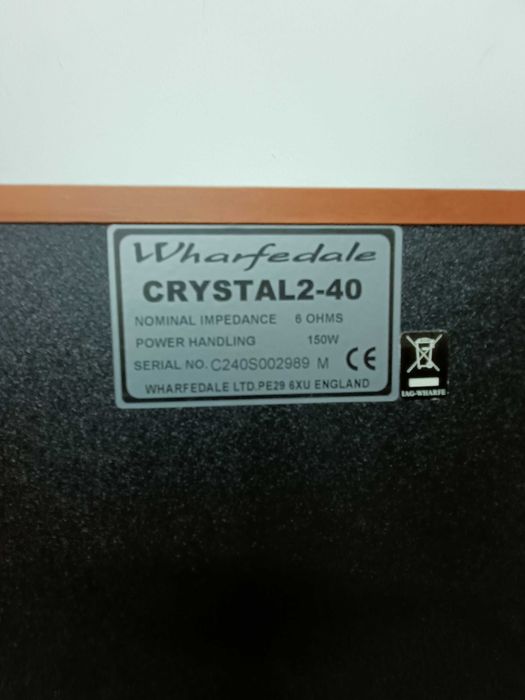 Wharfedale
CRYSTAL2-40
NOMINAL IMPEDANCE 6 OHMS
POWER HANDLING 150W
SERIAL NO. C240S002989 M CE
WHARFEDALE LTD.PE29 6XU ENGLAND
IAG-WHARFE